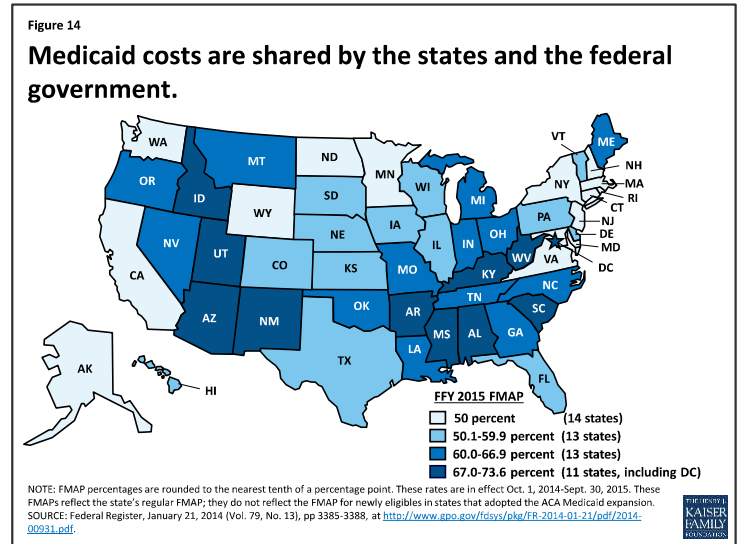 Figure 14
Medicaid costs are shared by the states and the federal
government.
WA
OR
CA
NV
ID
MT
WY
UT
AZ
CO
NM
ND
SD
NE
KS
OK
TX
MN
IA
MO
AR
LA
WI
IL
MI
IN
OH
KY
TN
MS
AL
GA
FL
SC
NC
VA
WV
PA
NY
VT
ME
NH
MA
RI
CT
NJ
DE
MD
DC
AK
HI
FFY 2015 FMAP
50 percent (14 states)
50.1-59.9 percent (13 states)
60.0-66.9 percent (13 states)
67.0-73.6 percent (11 states, including DC)
NOTE: FMAP percentages are rounded to the nearest tenth of a percentage point. These rates are in effect Oct. 1, 2014-Sept. 30, 2015. These
FMAPs reflect the state's regular FMAP; they do not reflect the FMAP for newly eligibles in states that adopted the ACA Medicaid expansion.
SOURCE: Federal Register, January 21, 2014 (Vol. 79, No. 13), pp 3385-3388, at http://www.gpo.gov/fdsys/pkg/FR-2014-01-21/pdf/2014-
00931.pdf.
THE HENRY J.
KAISER
FAMILY
FOUNDATION